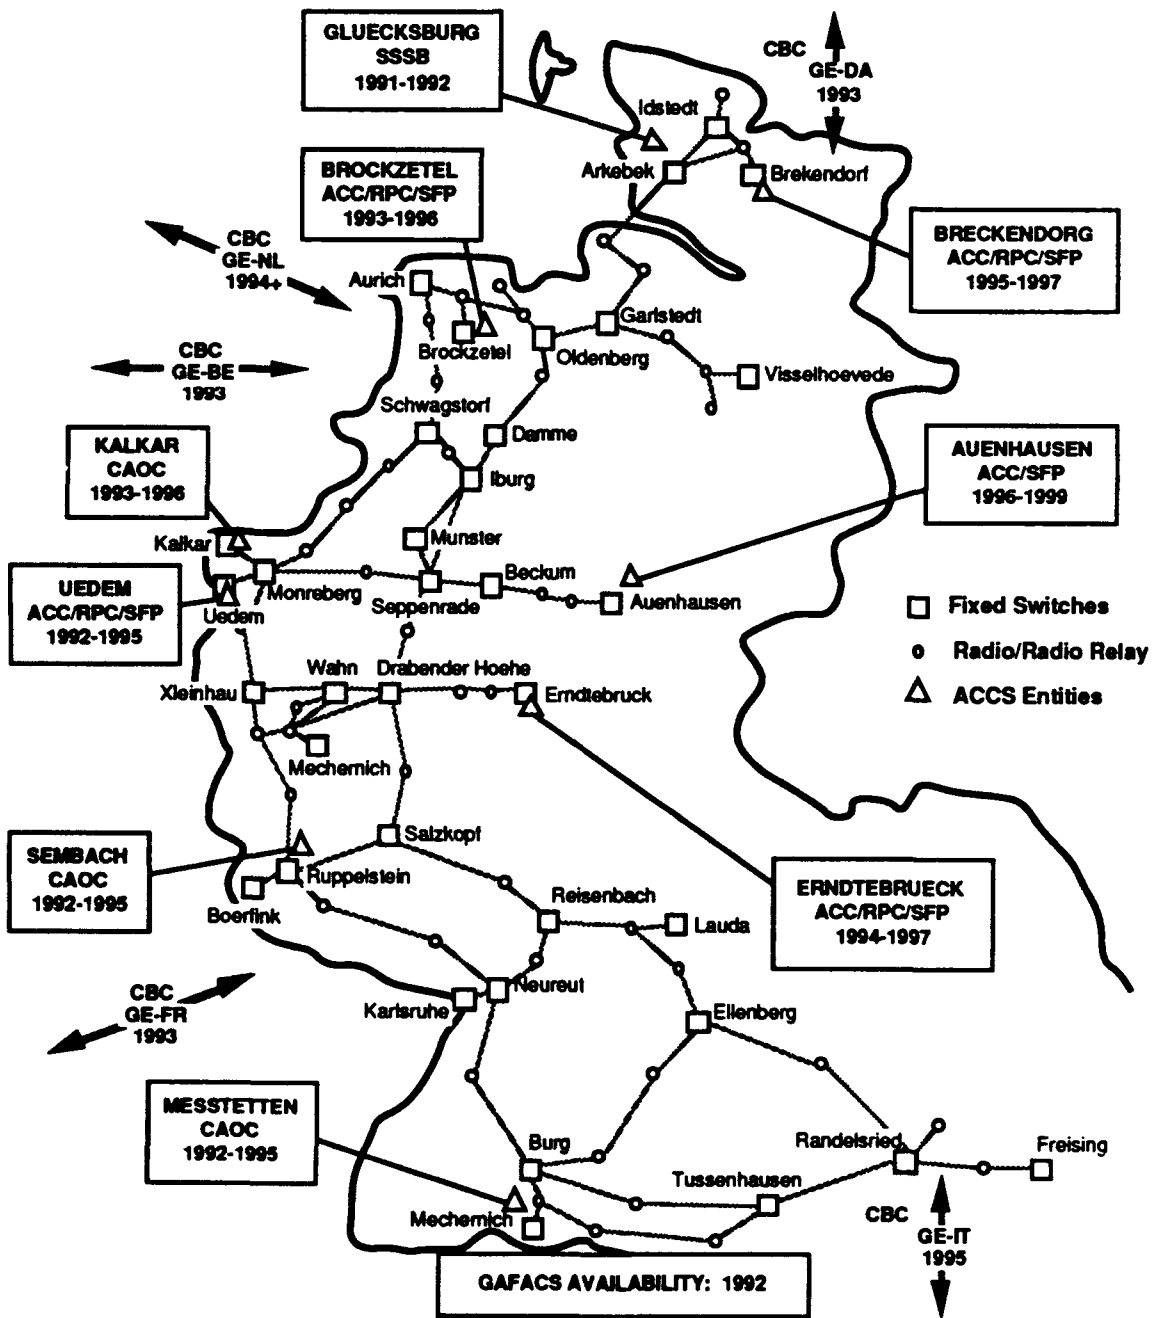 GLUECKSBURG
SSSB
1991-1992
CBC
GE-DA
1993
Idstedt
Arkebek
Brekendorf
BROCKZETEL
ACC/RPC/SFP
1993-1996
BRECKENDORG
ACC/RPC/SFP
1995-1997
CBC
GE-NL
1994+
Aurich
Garlstedt
Brockzetel
Oldenberg
Visselhoevede
CBC
GE-BE
1993
Schwagstorf
Damme
KALKAR
CAOC
1993-1996
Iburg
AUENHAUSEN
ACC/SFP
1996-1999
Kalkar
Munster
UEDEM
ACC/RPC/SFP
1992-1995
Monreberg
Beckum
Seppenrade
Auenhausen
Uedem
Fixed Switches
Radio/Radio Relay
ACCS Entities
Wahn
Drabender Hoehe
Xleinhau
Erndtebruck
Mechernich
SEMBACH
CAOC
1992-1995
Salzkopf
Ruppelstein
Boerfink
Reisenbach
Lauda
ERNDTEBRUECK
ACC/RPC/SFP
1994-1997
CBC
GE-FR
1993
Neureut
Karlsruhe
Ellenberg
MESSTETTEN
CAOC
1992-1995
Burg
Randelsried
Freising
Tussenhausen
Mechernich
CBC
GE-IT
1995
GAFACS AVAILABILITY: 1992